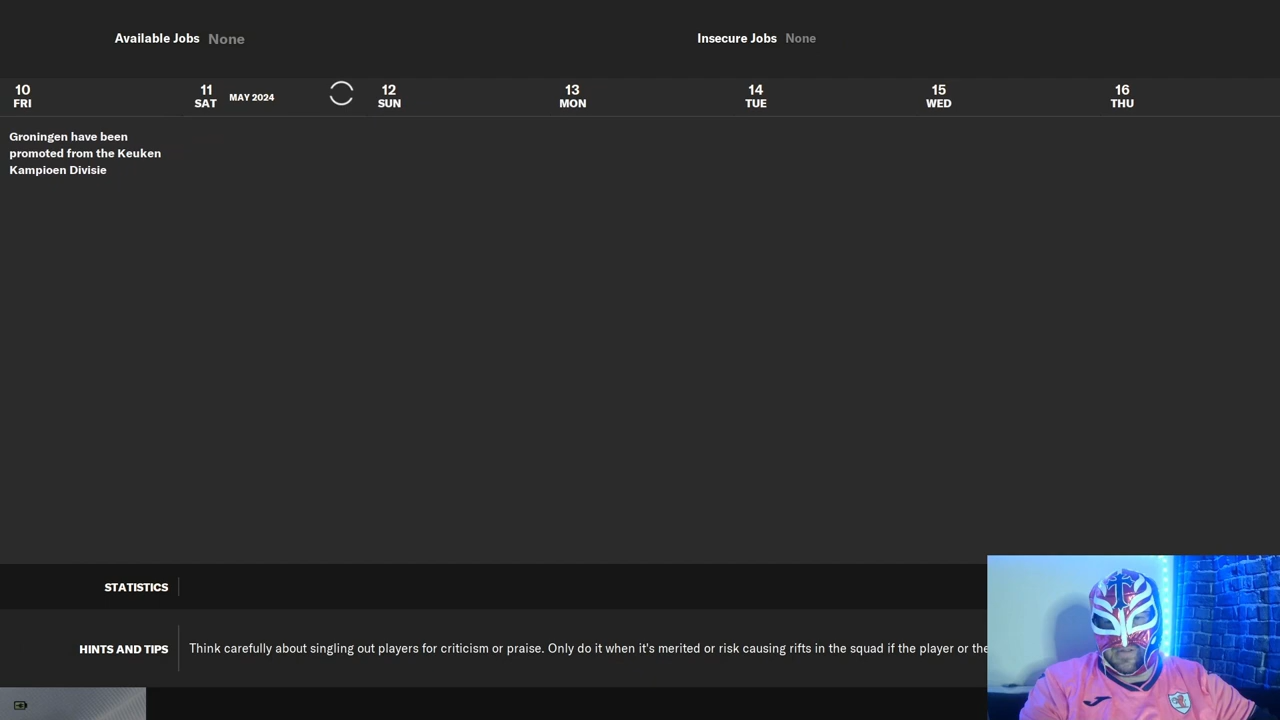 Available Jobs None
Insecure Jobs None
10
FRI
11
SAT
MAY 2024
12
SUN
13
MON
14
TUE
15
WED
16
THU
Groningen have been
promoted from the Keuken
Kampioen Divisie
STATISTICS
HINTS AND TIPS
Think carefully about singling out players for criticism or praise. Only do it when it's merited or risk causing rifts in the squad if the player or the